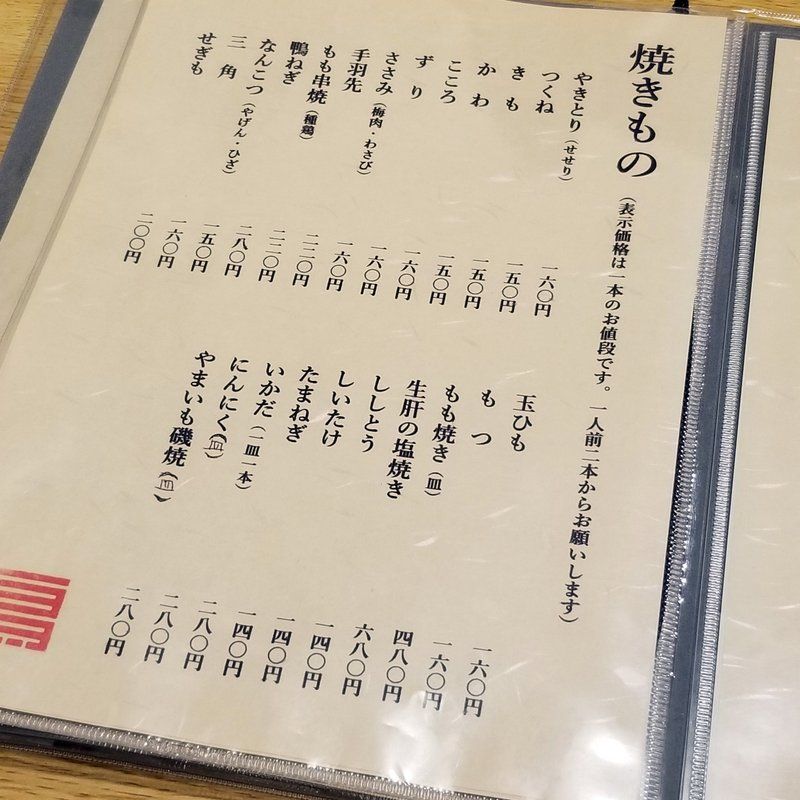 焼きもの（表示価格は一本のお値段です。一人前二本からお願いします）
やきとり（せせり） 一六〇円
つくね 一五〇円
きも 一五〇円
かわ 一五〇円
こころ 一六〇円
ずり 一六〇円
ささみ（梅肉・わさび） 一六〇円
手羽先 二二〇円
もも串焼（種鶏） 二二〇円
鴨ねぎ 二八〇円
なんこつ（やげん・ひざ） 一五〇円
三角 一六〇円
せぎも 二〇〇円
玉ひも 一六〇円
もつ 一六〇円
もも焼き（皿） 四八〇円
生肝の塩焼き 六八〇円
ししとう 一四〇円
しいたけ 一四〇円
たまねぎ 一四〇円
いかだ（一皿一本） 二八〇円
にんにく（皿） 二八〇円
やまいも磯焼（皿） 二八〇円